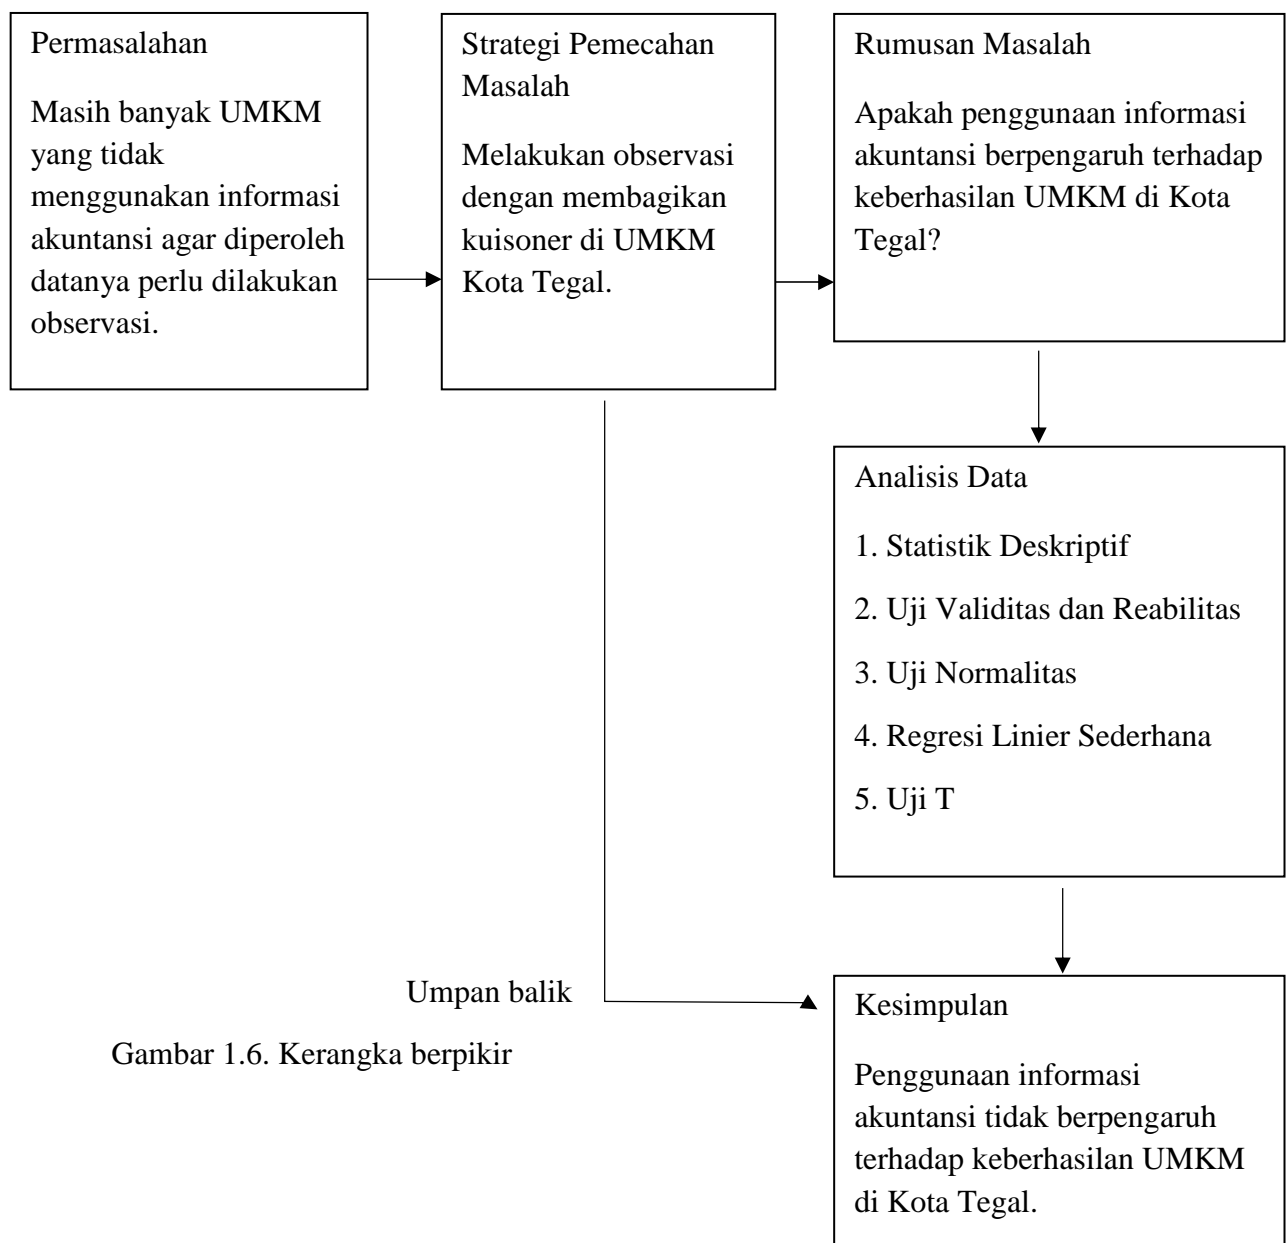 Permasalahan
Masih banyak UMKM
yang tidak
menggunakan informasi
akuntansi agar diperoleh
datanya perlu dilakukan
observasi.
Strategi Pemecahan
Masalah
Melakukan observasi
dengan membagikan
kuisoner di UMKM
Kota Tegal.
Rumusan Masalah
Apakah penggunaan informasi
akuntansi berpengaruh terhadap
keberhasilan UMKM di Kota
Tegal?
Analisis Data
1. Statistik Deskriptif
2. Uji Validitas dan Reabilitas
3. Uji Normalitas
4. Regresi Linier Sederhana
5. Uji T
Umpan balik
Kesimpulan
Penggunaan informasi
akuntansi tidak berpengaruh
terhadap keberhasilan UMKM
di Kota Tegal.
Gambar 1.6. Kerangka berpikir